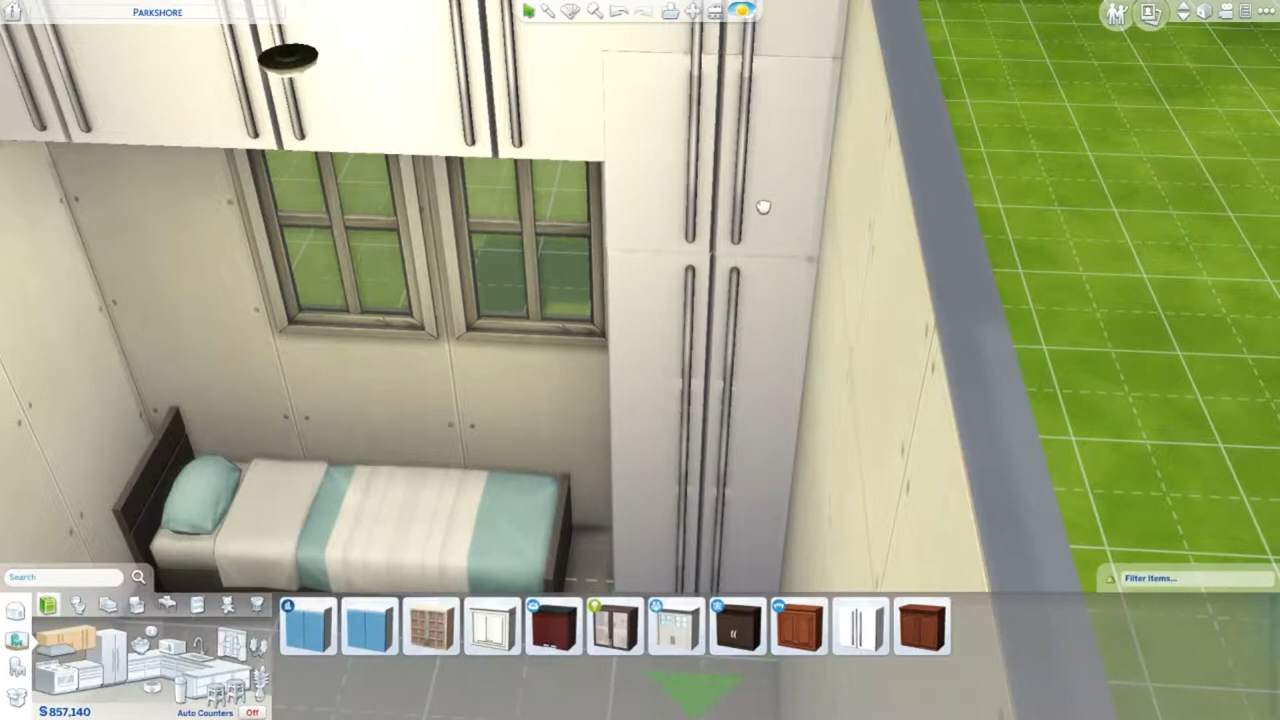 PARKSHORE
Search
Filter Items...
§857,140
Auto Counters Off